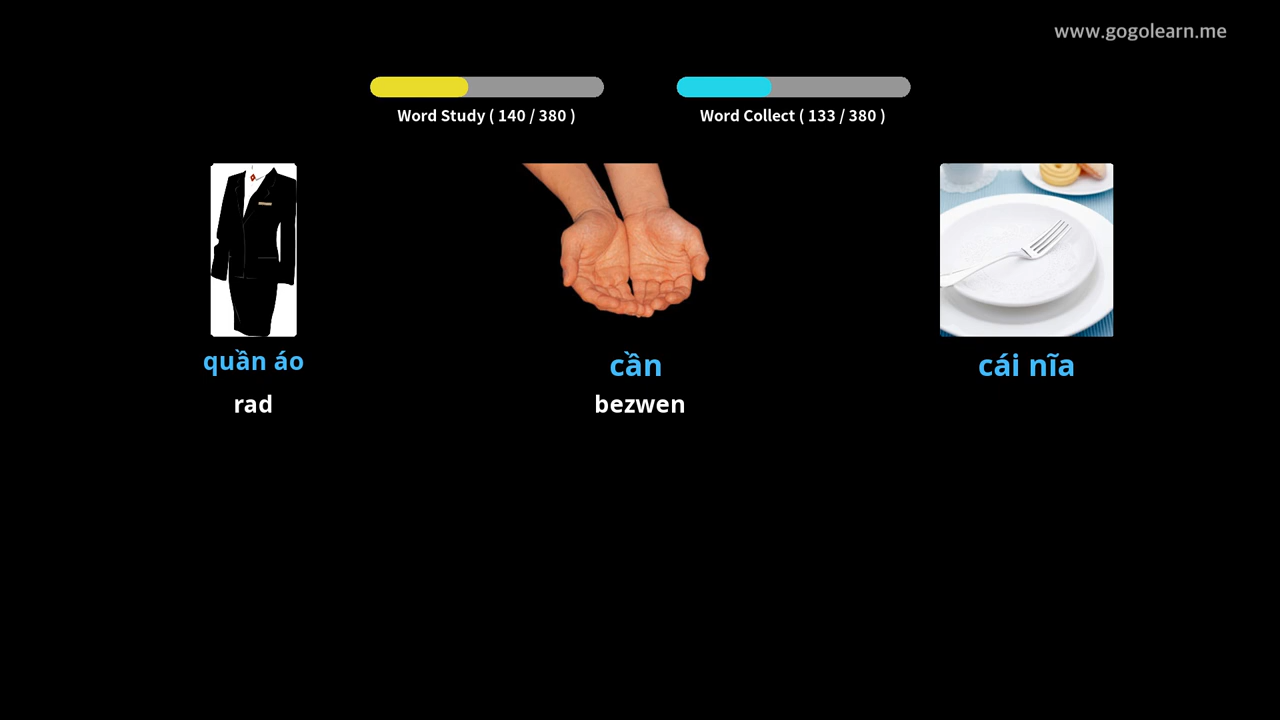 www.gogolearn.me
Word Study ( 140 / 380 )
Word Collect ( 133 / 380 )
quần áo
rad
cần
bezwen
cái nĩa